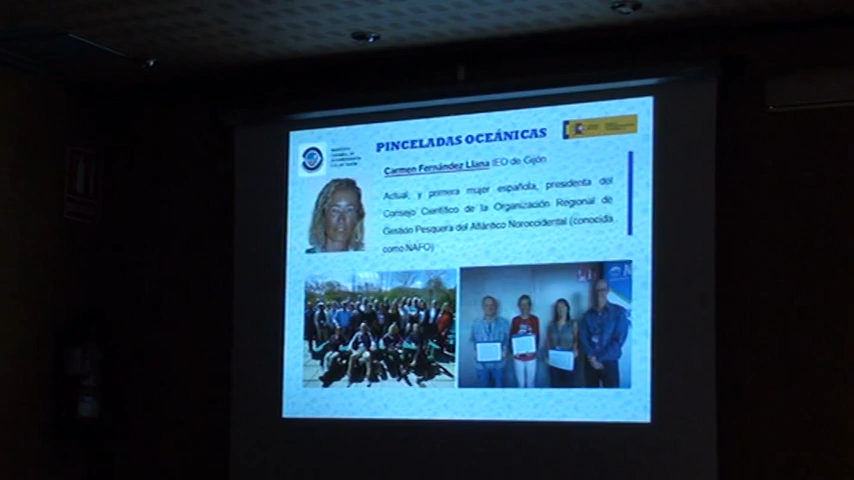 PINCELADAS OCEÁNICAS
Carmen Fernández Llana IEO de Gijón
Actual, y primera mujer española, presidenta del
Consejo Científico de la Organización Regional de
Gestión Pesquera del Atlántico Noroccidental (conocida
como NAFO)